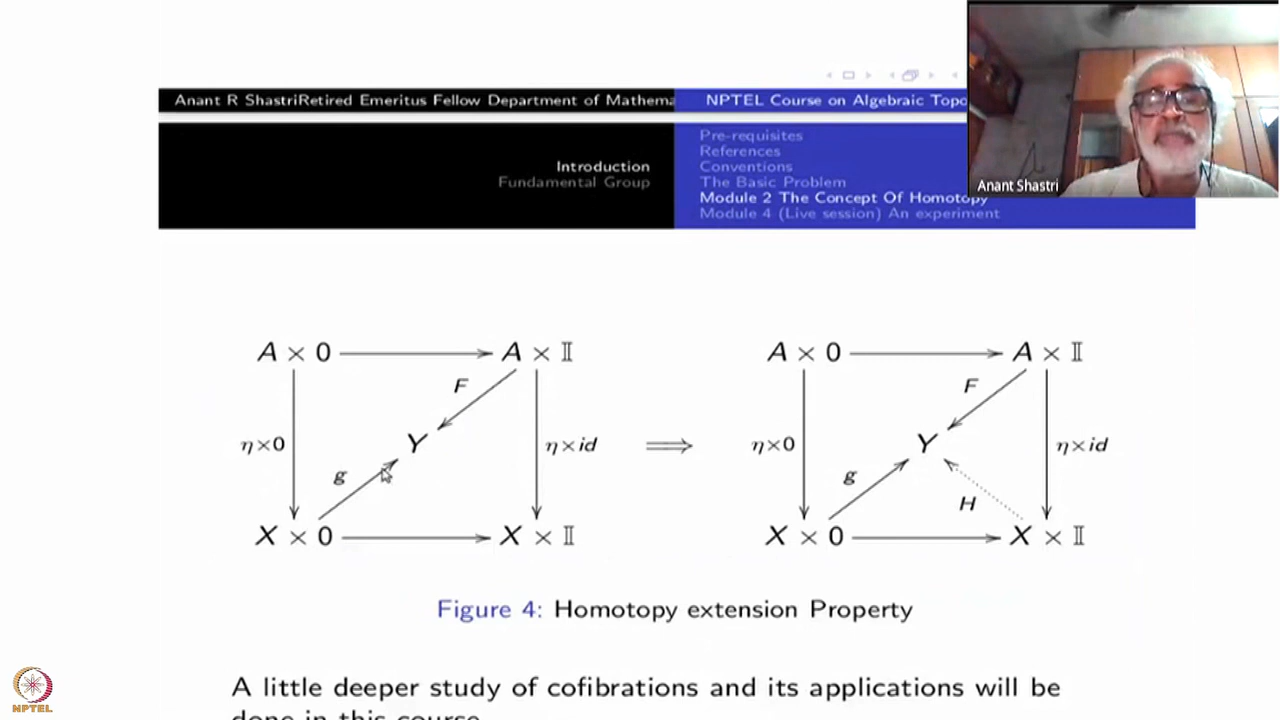 Anant R ShastriRetired Emeritus Fellow Department of Mathema
NPTEL Course on Algebraic Topo
Introduction
Fundamental Group
Pre-requisites
References
Conventions
The Basic Problem
Module 2 The Concept Of Homotopy
Module 4 (Live session) An experiment
Anant Shastri
A × 0 A × 𝕀 A × 0 A × 𝕀
F F
η×0 Y η×id ⟹ η×0 Y η×id
g g
H
X × 0 X × 𝕀 X × 0 X × 𝕀
Figure 4: Homotopy extension Property
A little deeper study of cofibrations and its applications will be
done in this course
NPTEL